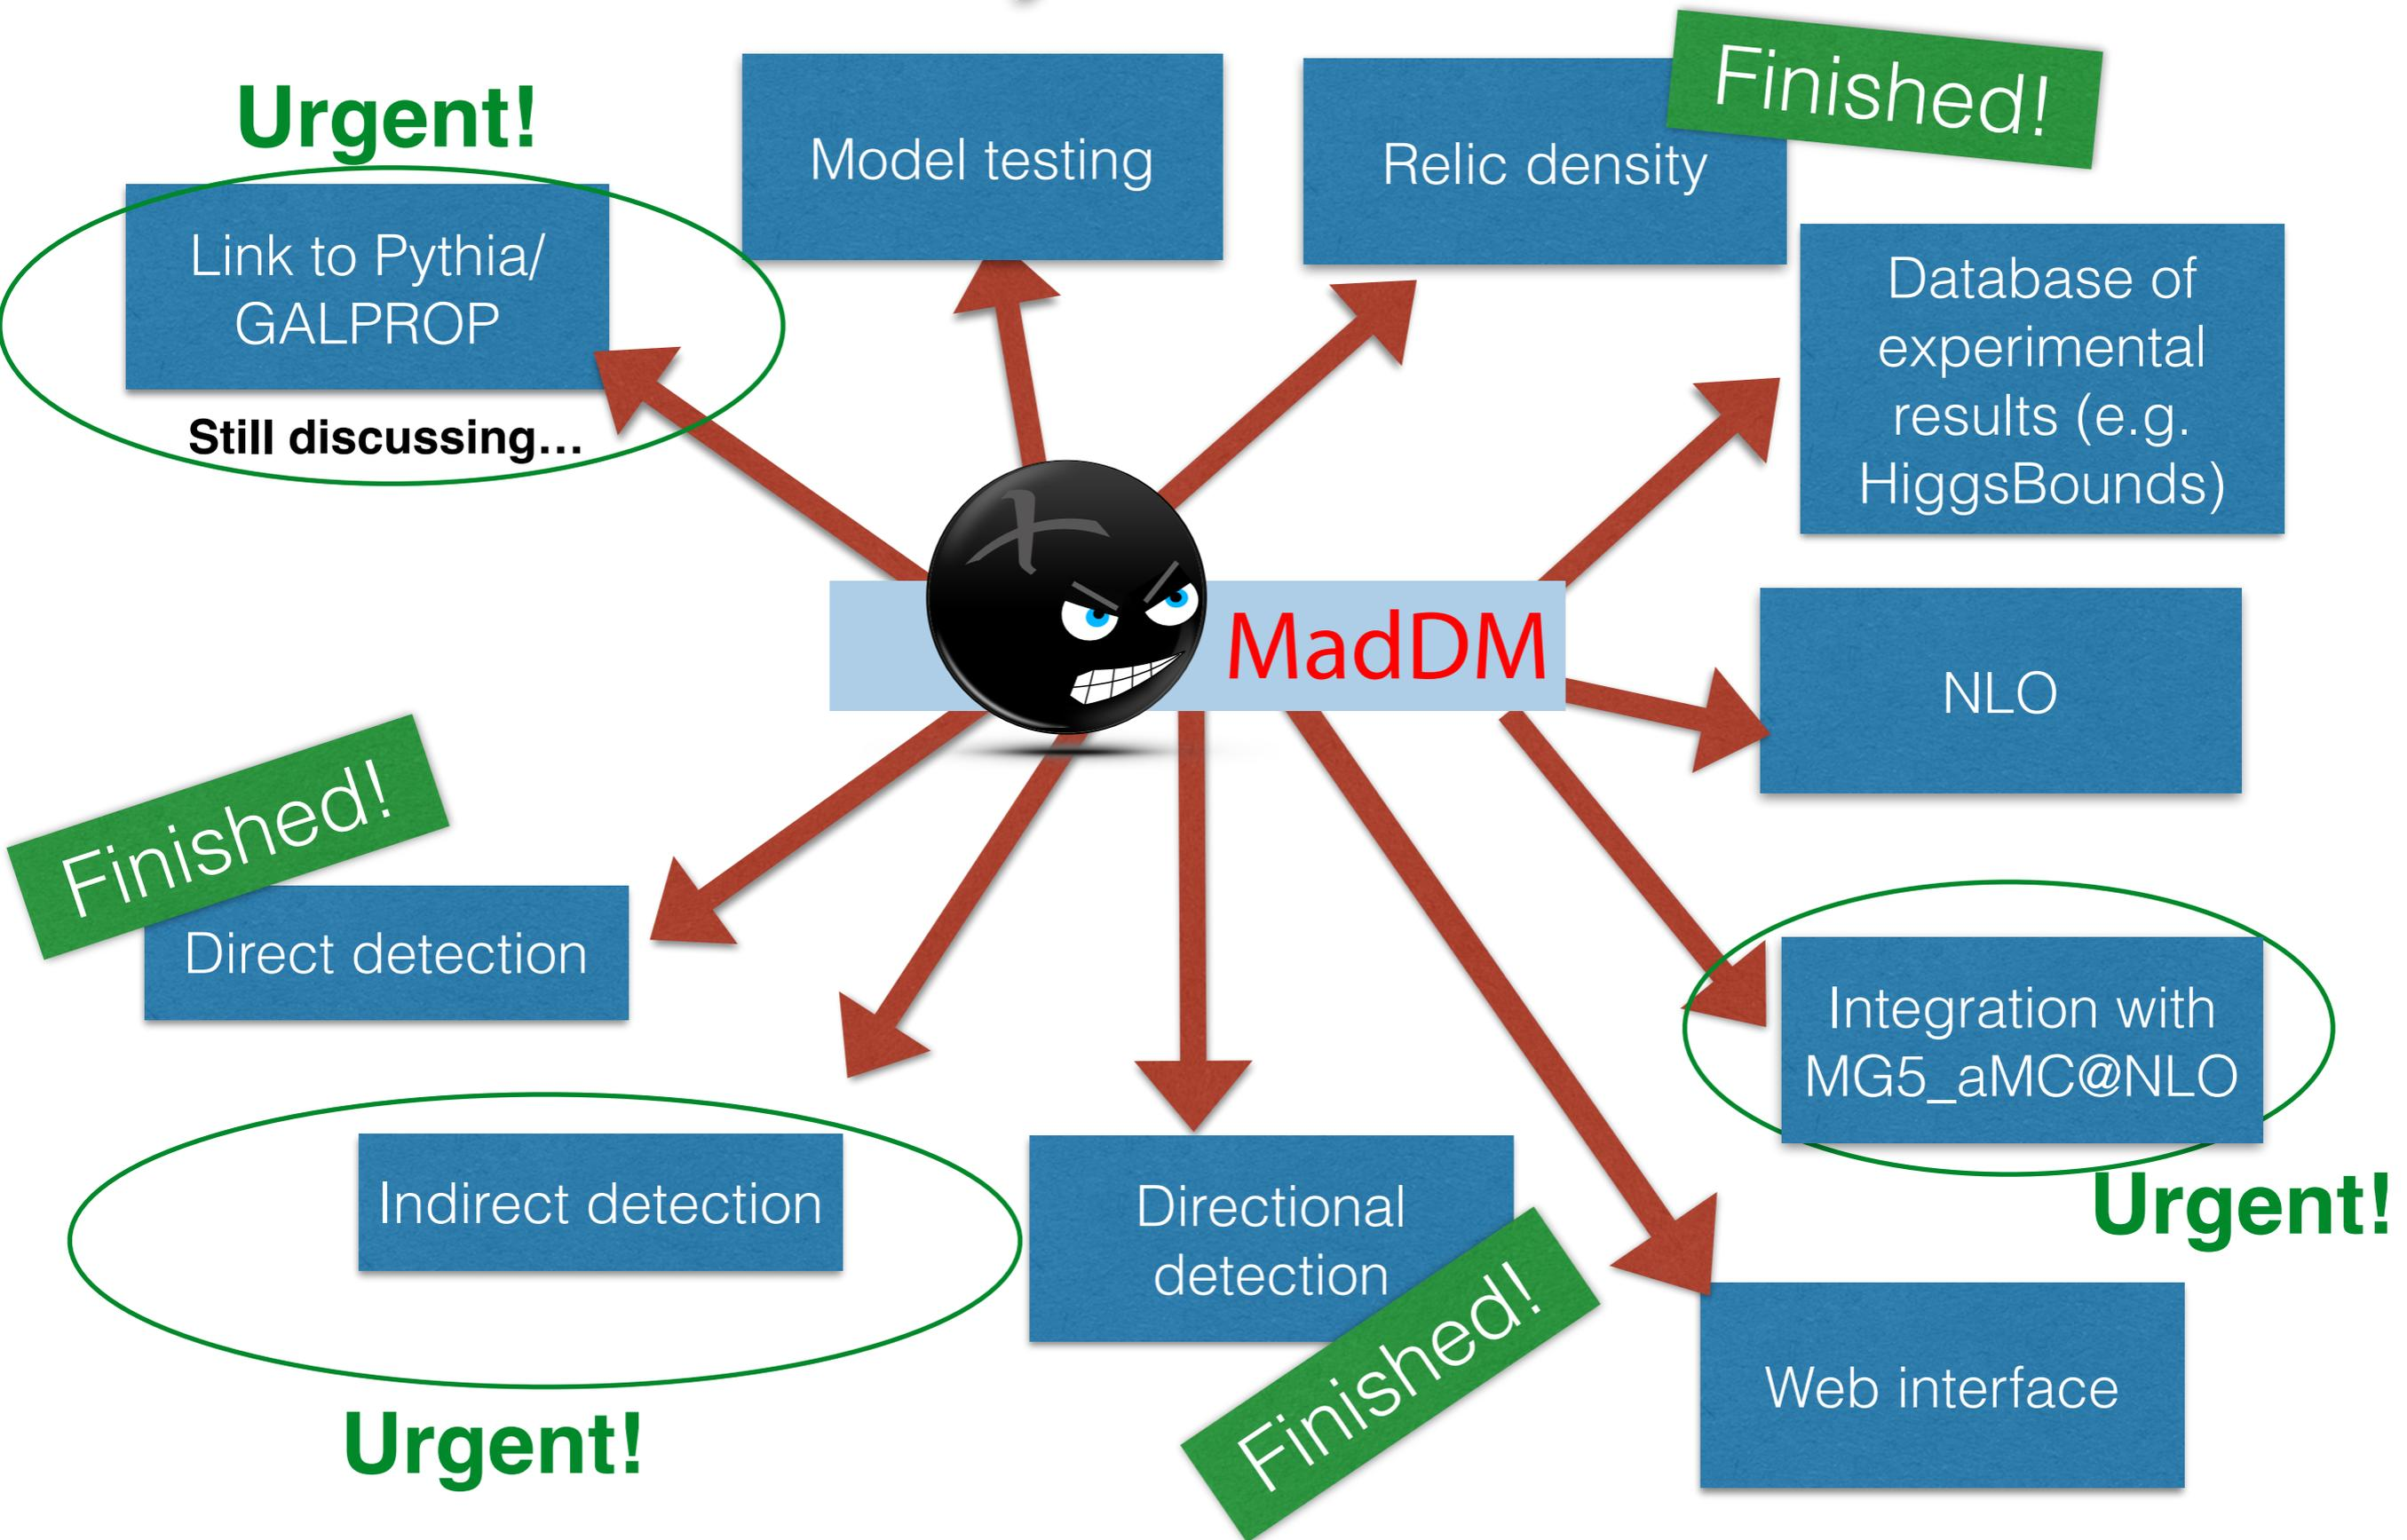 Urgent!
Link to Pythia/
GALPROP
Still discussing...
Model testing
Relic density
Finished!
Database of
experimental
results (e.g.
HiggsBounds)
MadDM
NLO
Finished!
Direct detection
Integration with
MG5_aMC@NLO
Urgent!
Indirect detection
Urgent!
Directional
detection
Finished!
Web interface